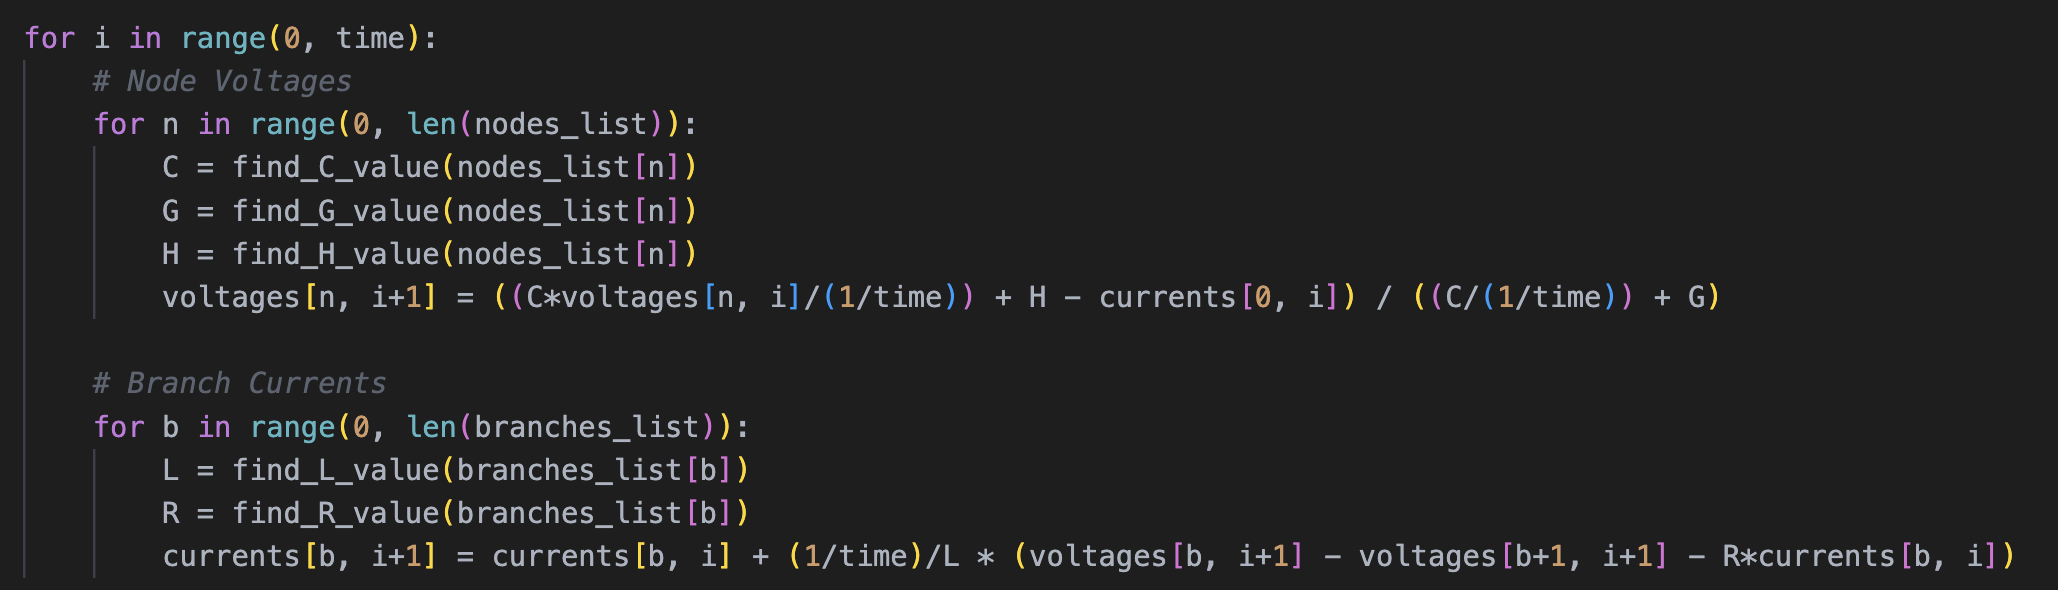 for i in range(0, time):
    # Node Voltages
    for n in range(0, len(nodes_list)):
        C = find_C_value(nodes_list[n])
        G = find_G_value(nodes_list[n])
        H = find_H_value(nodes_list[n])
        voltages[n, i+1] = ((C*voltages[n, i]/(1/time)) + H - currents[0, i]) / ((C/(1/time)) + G)

    # Branch Currents
    for b in range(0, len(branches_list)):
        L = find_L_value(branches_list[b])
        R = find_R_value(branches_list[b])
        currents[b, i+1] = currents[b, i] + (1/time)/L * (voltages[b, i+1] - voltages[b+1, i+1] - R*currents[b, i])